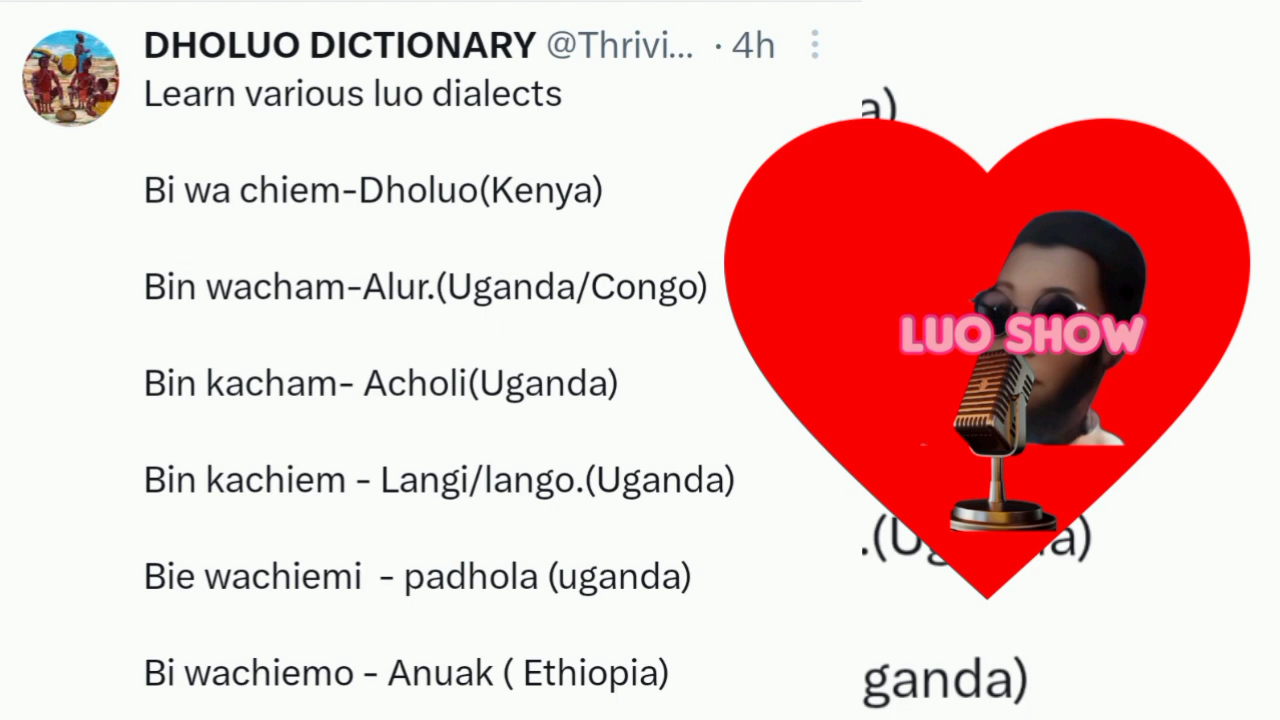 DHOLUO DICTIONARY @Thrivi... · 4h
Learn various luo dialects
Bi wa chiem-Dholuo(Kenya)
Bin wacham-Alur.(Uganda/Congo)
Bin kacham- Acholi(Uganda)
Bin kachiem - Langi/lango.(Uganda)
Bie wachiemi - padhola (uganda)
Bi wachiemo - Anuak ( Ethiopia)
a)
LUO SHOW
ganda)